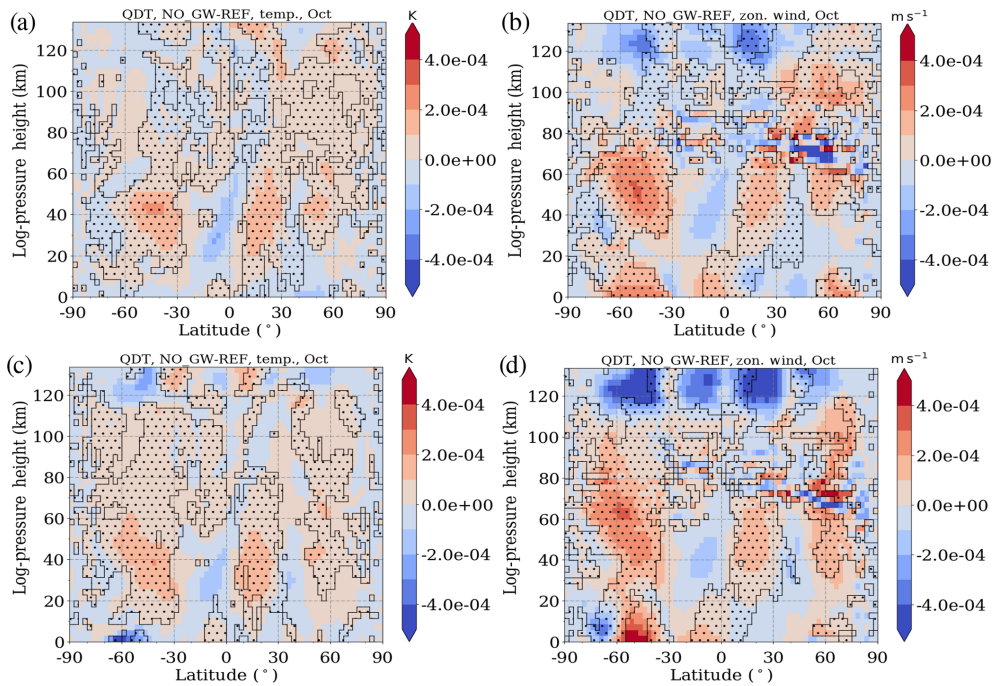 (a)
QDT, NO_GW-REF, temp., Oct
K
Log-pressure height (km)
120
100
80
60
40
20
0
-90 -60 -30 0 30 60 90
Latitude (°)
4.0e-04
2.0e-04
0.0e+00
-2.0e-04
-4.0e-04
(b)
QDT, NO_GW-REF, zon. wind, Oct
m s⁻¹
Log-pressure height (km)
120
100
80
60
40
20
0
-90 -60 -30 0 30 60 90
Latitude (°)
4.0e-04
2.0e-04
0.0e+00
-2.0e-04
-4.0e-04
(c)
QDT, NO_GW-REF, temp., Oct
K
Log-pressure height (km)
120
100
80
60
40
20
0
-90 -60 -30 0 30 60 90
Latitude (°)
4.0e-04
2.0e-04
0.0e+00
-2.0e-04
-4.0e-04
(d)
QDT, NO_GW-REF, zon. wind, Oct
m s⁻¹
Log-pressure height (km)
120
100
80
60
40
20
0
-90 -60 -30 0 30 60 90
Latitude (°)
4.0e-04
2.0e-04
0.0e+00
-2.0e-04
-4.0e-04